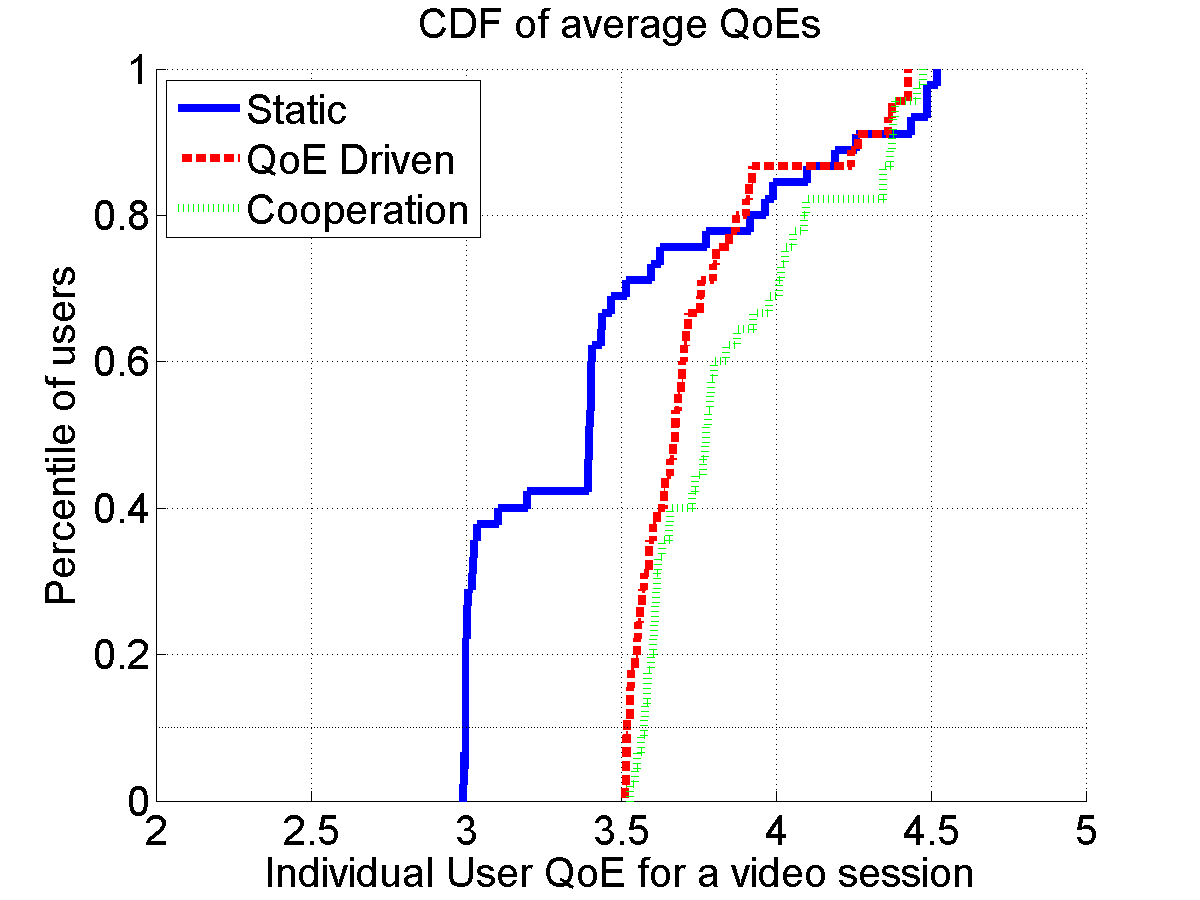 CDF of average QoEs
1
0.8
0.6
0.4
0.2
0
Static
QoE Driven
Cooperation
Percentile of users
2 2.5 3 3.5 4 4.5 5
Individual User QoE for a video session